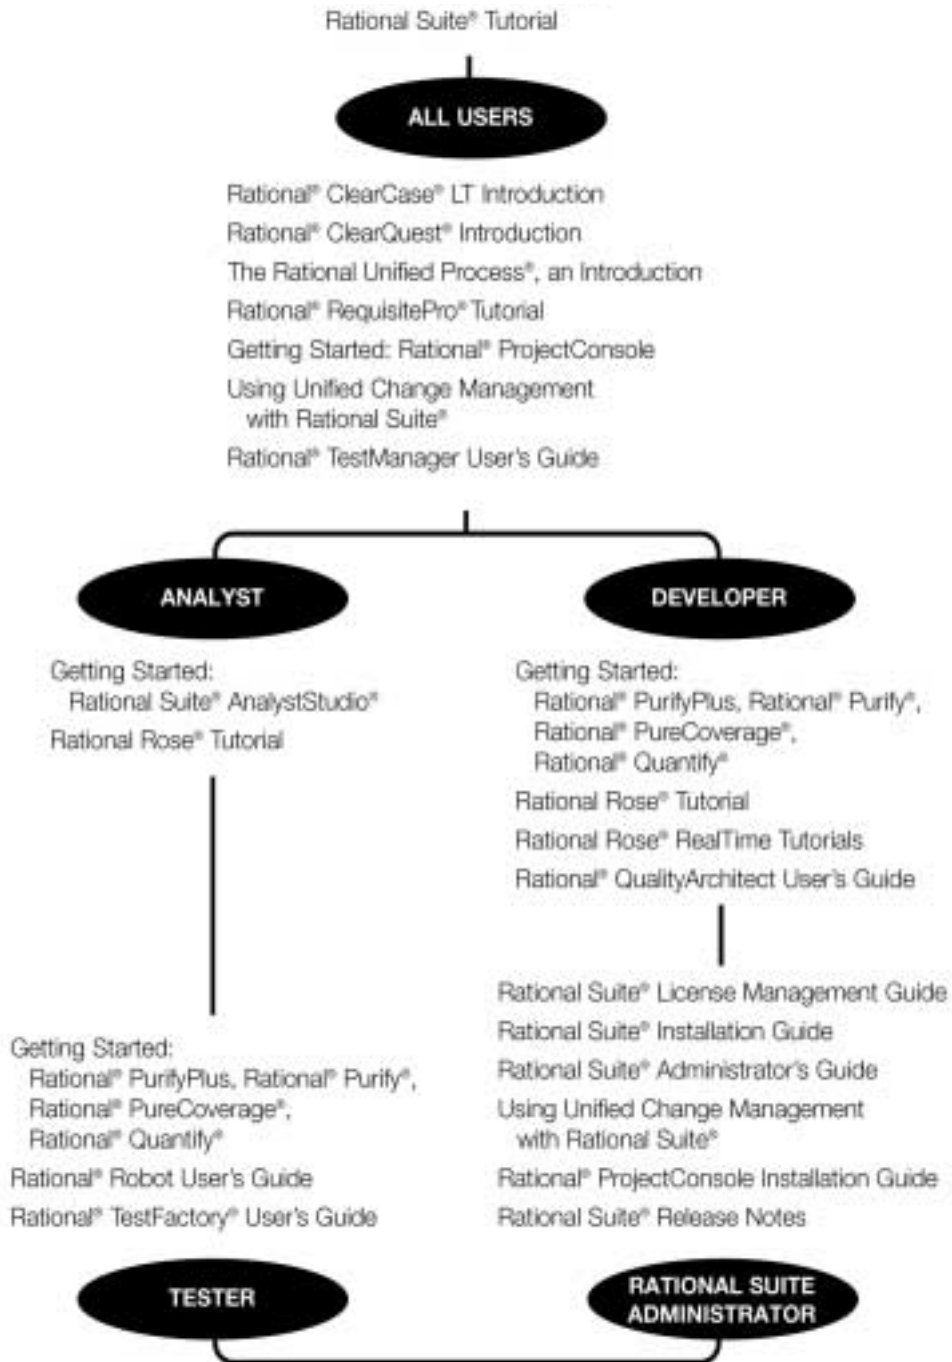 Rational Suite® Tutorial
ALL USERS
Rational® ClearCase® LT Introduction
Rational® ClearQuest® Introduction
The Rational Unified Process®, an Introduction
Rational® RequisitePro® Tutorial
Getting Started: Rational® ProjectConsole
Using Unified Change Management
with Rational Suite®
Rational® TestManager User's Guide
ANALYST
Getting Started:
Rational Suite® AnalystStudio®
Rational Rose® Tutorial
DEVELOPER
Getting Started:
Rational® PurifyPlus, Rational® Purify®,
Rational® PureCoverage®,
Rational® Quantify®
Rational Rose® Tutorial
Rational Rose® RealTime Tutorials
Rational® QualityArchitect User's Guide
Getting Started:
Rational® PurifyPlus, Rational® Purify®,
Rational® PureCoverage®,
Rational® Quantify®
Rational® Robot User's Guide
Rational® TestFactory® User's Guide
TESTER
Rational Suite® License Management Guide
Rational Suite® Installation Guide
Rational Suite® Administrator's Guide
Using Unified Change Management
with Rational Suite®
Rational® ProjectConsole Installation Guide
Rational Suite® Release Notes
RATIONAL SUITE
ADMINISTRATOR